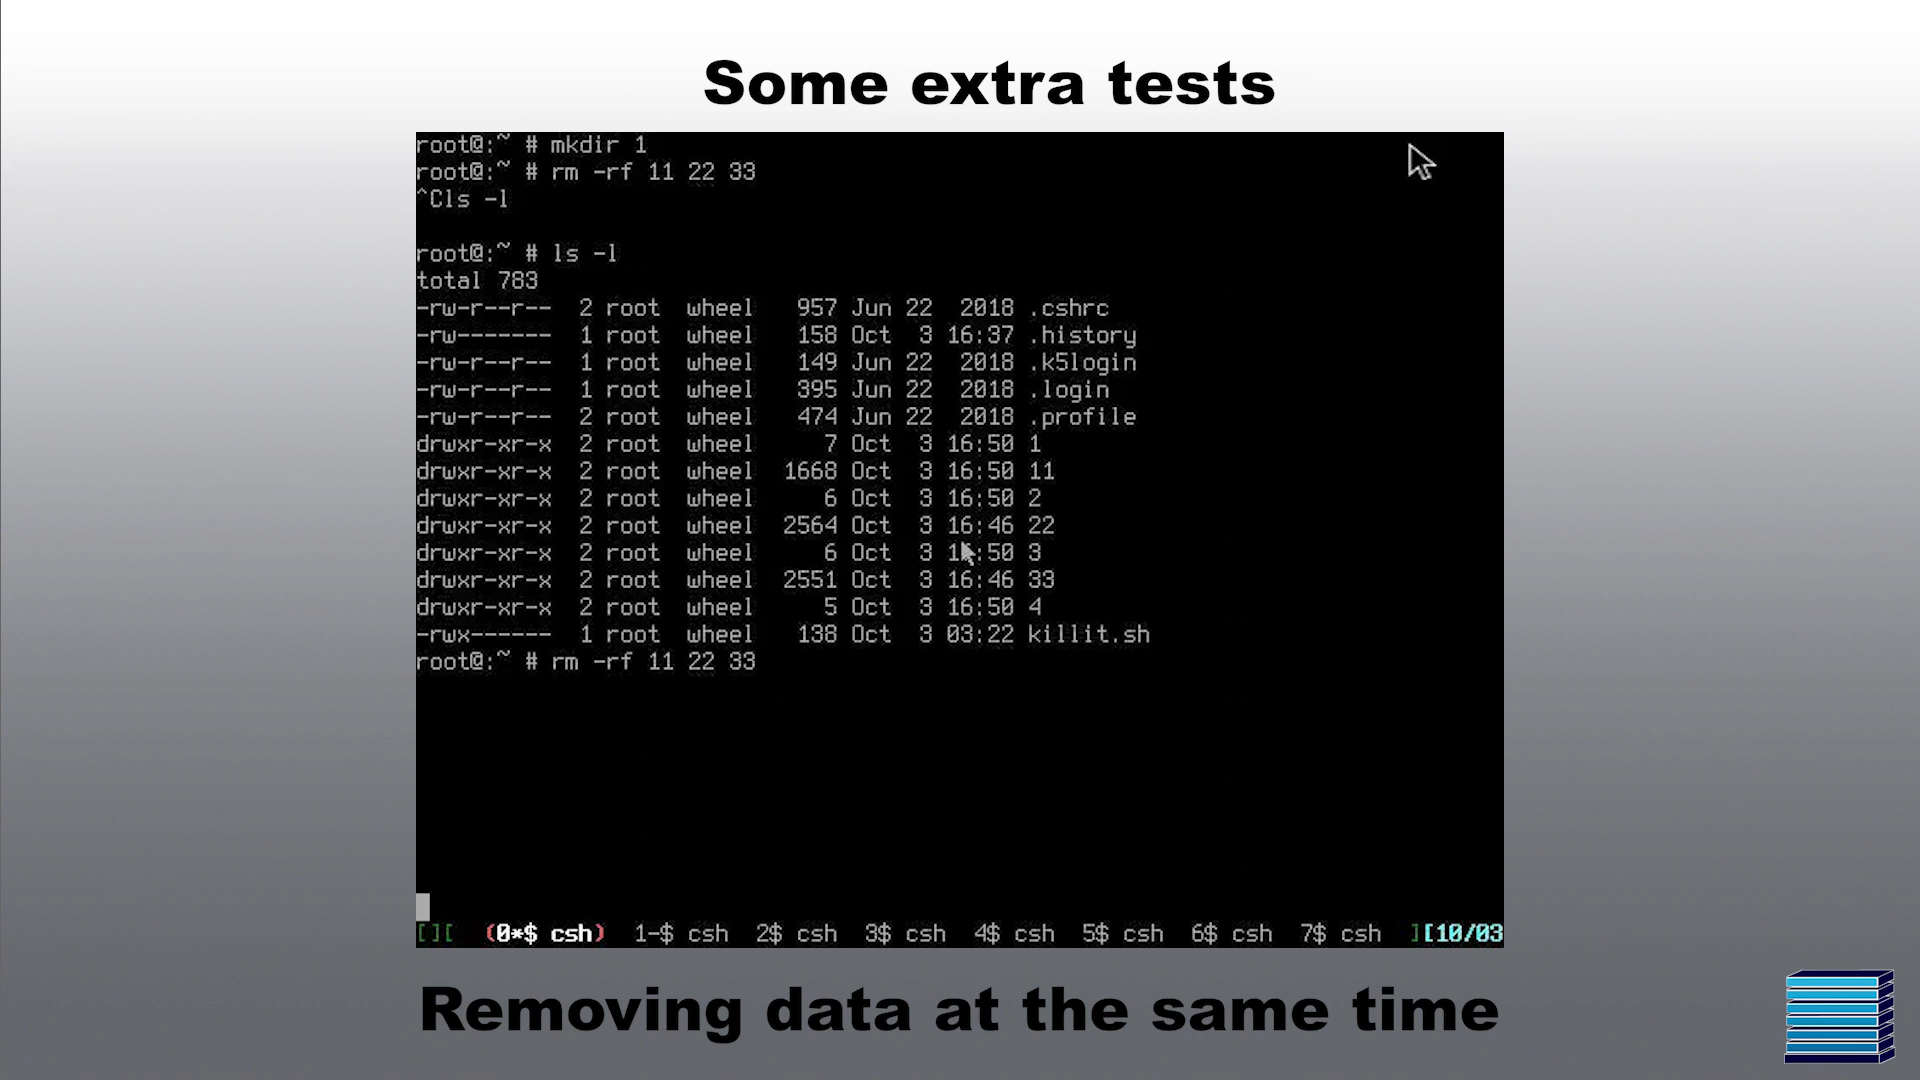 Some extra tests
root@:~ # mkdir 1
root@:~ # rm -rf 11 22 33
^Cls -l
root@:~ # ls -l
total 783
-rw-r--r--  2 root  wheel   957 Jun 22  2018 .cshrc
-rw-------  1 root  wheel   158 Oct  3 16:37 .history
-rw-r--r--  1 root  wheel   149 Jun 22  2018 .k5login
-rw-r--r--  1 root  wheel   395 Jun 22  2018 .login
-rw-r--r--  2 root  wheel   474 Jun 22  2018 .profile
drwxr-xr-x  2 root  wheel     7 Oct  3 16:50 1
drwxr-xr-x  2 root  wheel  1668 Oct  3 16:50 11
drwxr-xr-x  2 root  wheel     6 Oct  3 16:50 2
drwxr-xr-x  2 root  wheel  2564 Oct  3 16:46 22
drwxr-xr-x  2 root  wheel     6 Oct  3 16:50 3
drwxr-xr-x  2 root  wheel  2551 Oct  3 16:46 33
drwxr-xr-x  2 root  wheel     5 Oct  3 16:50 4
-rwx------  1 root  wheel   138 Oct  3 03:22 killit.sh
root@:~ # rm -rf 11 22 33
[][  (0*$ csh)  1-$ csh  2$ csh  3$ csh  4$ csh  5$ csh  6$ csh  7$ csh  ][10/03
Removing data at the same time